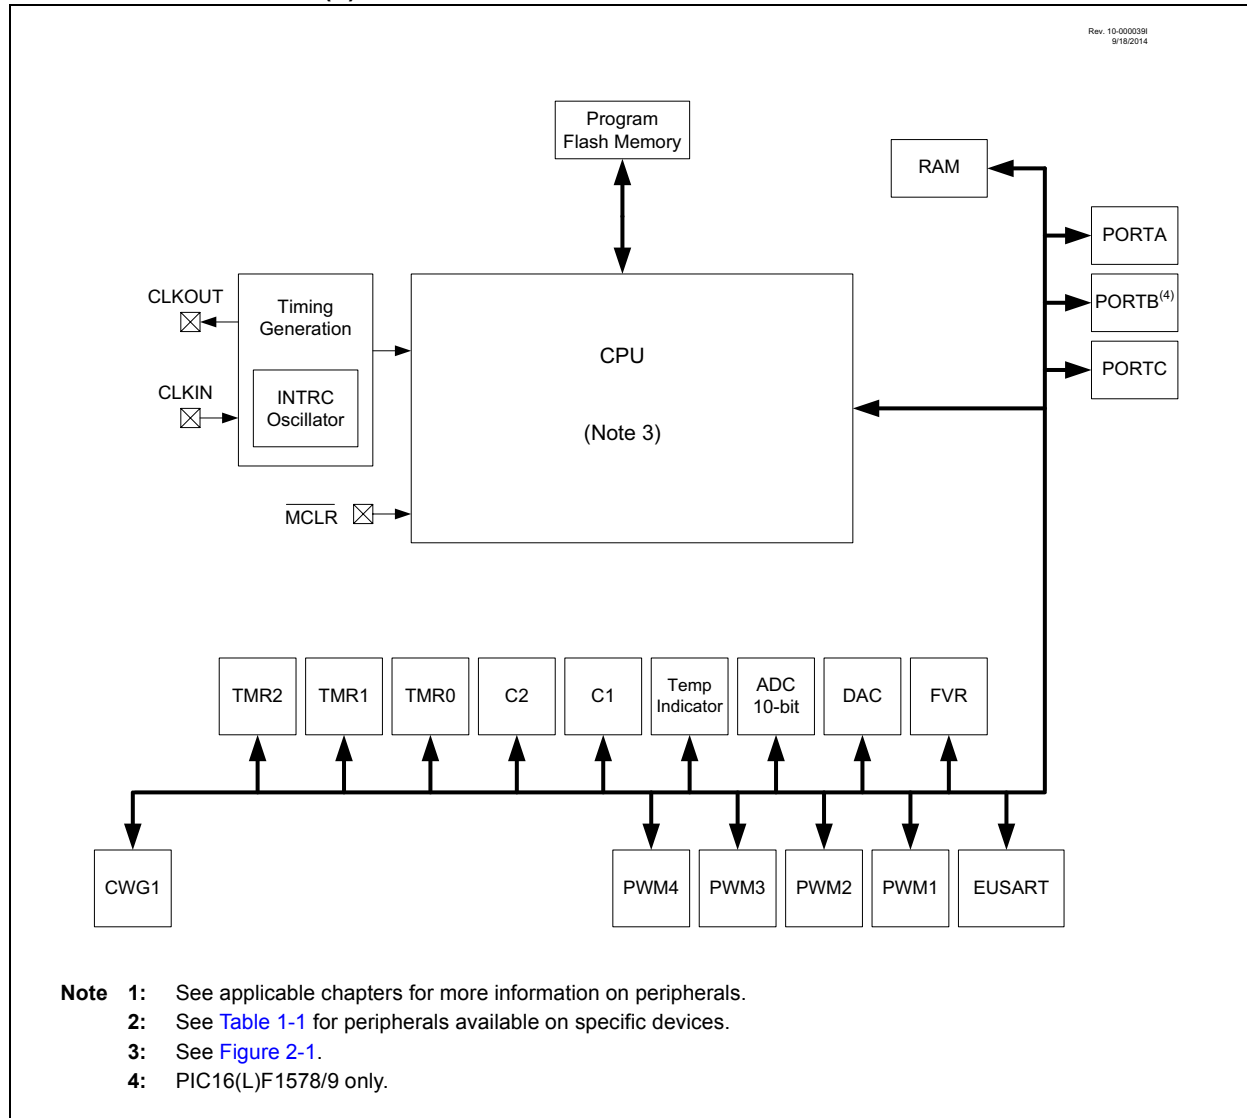 (L)
Rev. 10-000039I
9/18/2014
Program
Flash Memory
RAM
PORTA
PORTB(4)
PORTC
CLKOUT
Timing
Generation
CLKIN
INTRC
Oscillator
CPU
(Note 3)
MCLR
TMR2
TMR1
TMR0
C2
C1
Temp
Indicator
ADC
10-bit
DAC
FVR
CWG1
PWM4
PWM3
PWM2
PWM1
EUSART
Note 1: See applicable chapters for more information on peripherals.
2: See Table 1-1 for peripherals available on specific devices.
3: See Figure 2-1.
4: PIC16(L)F1578/9 only.